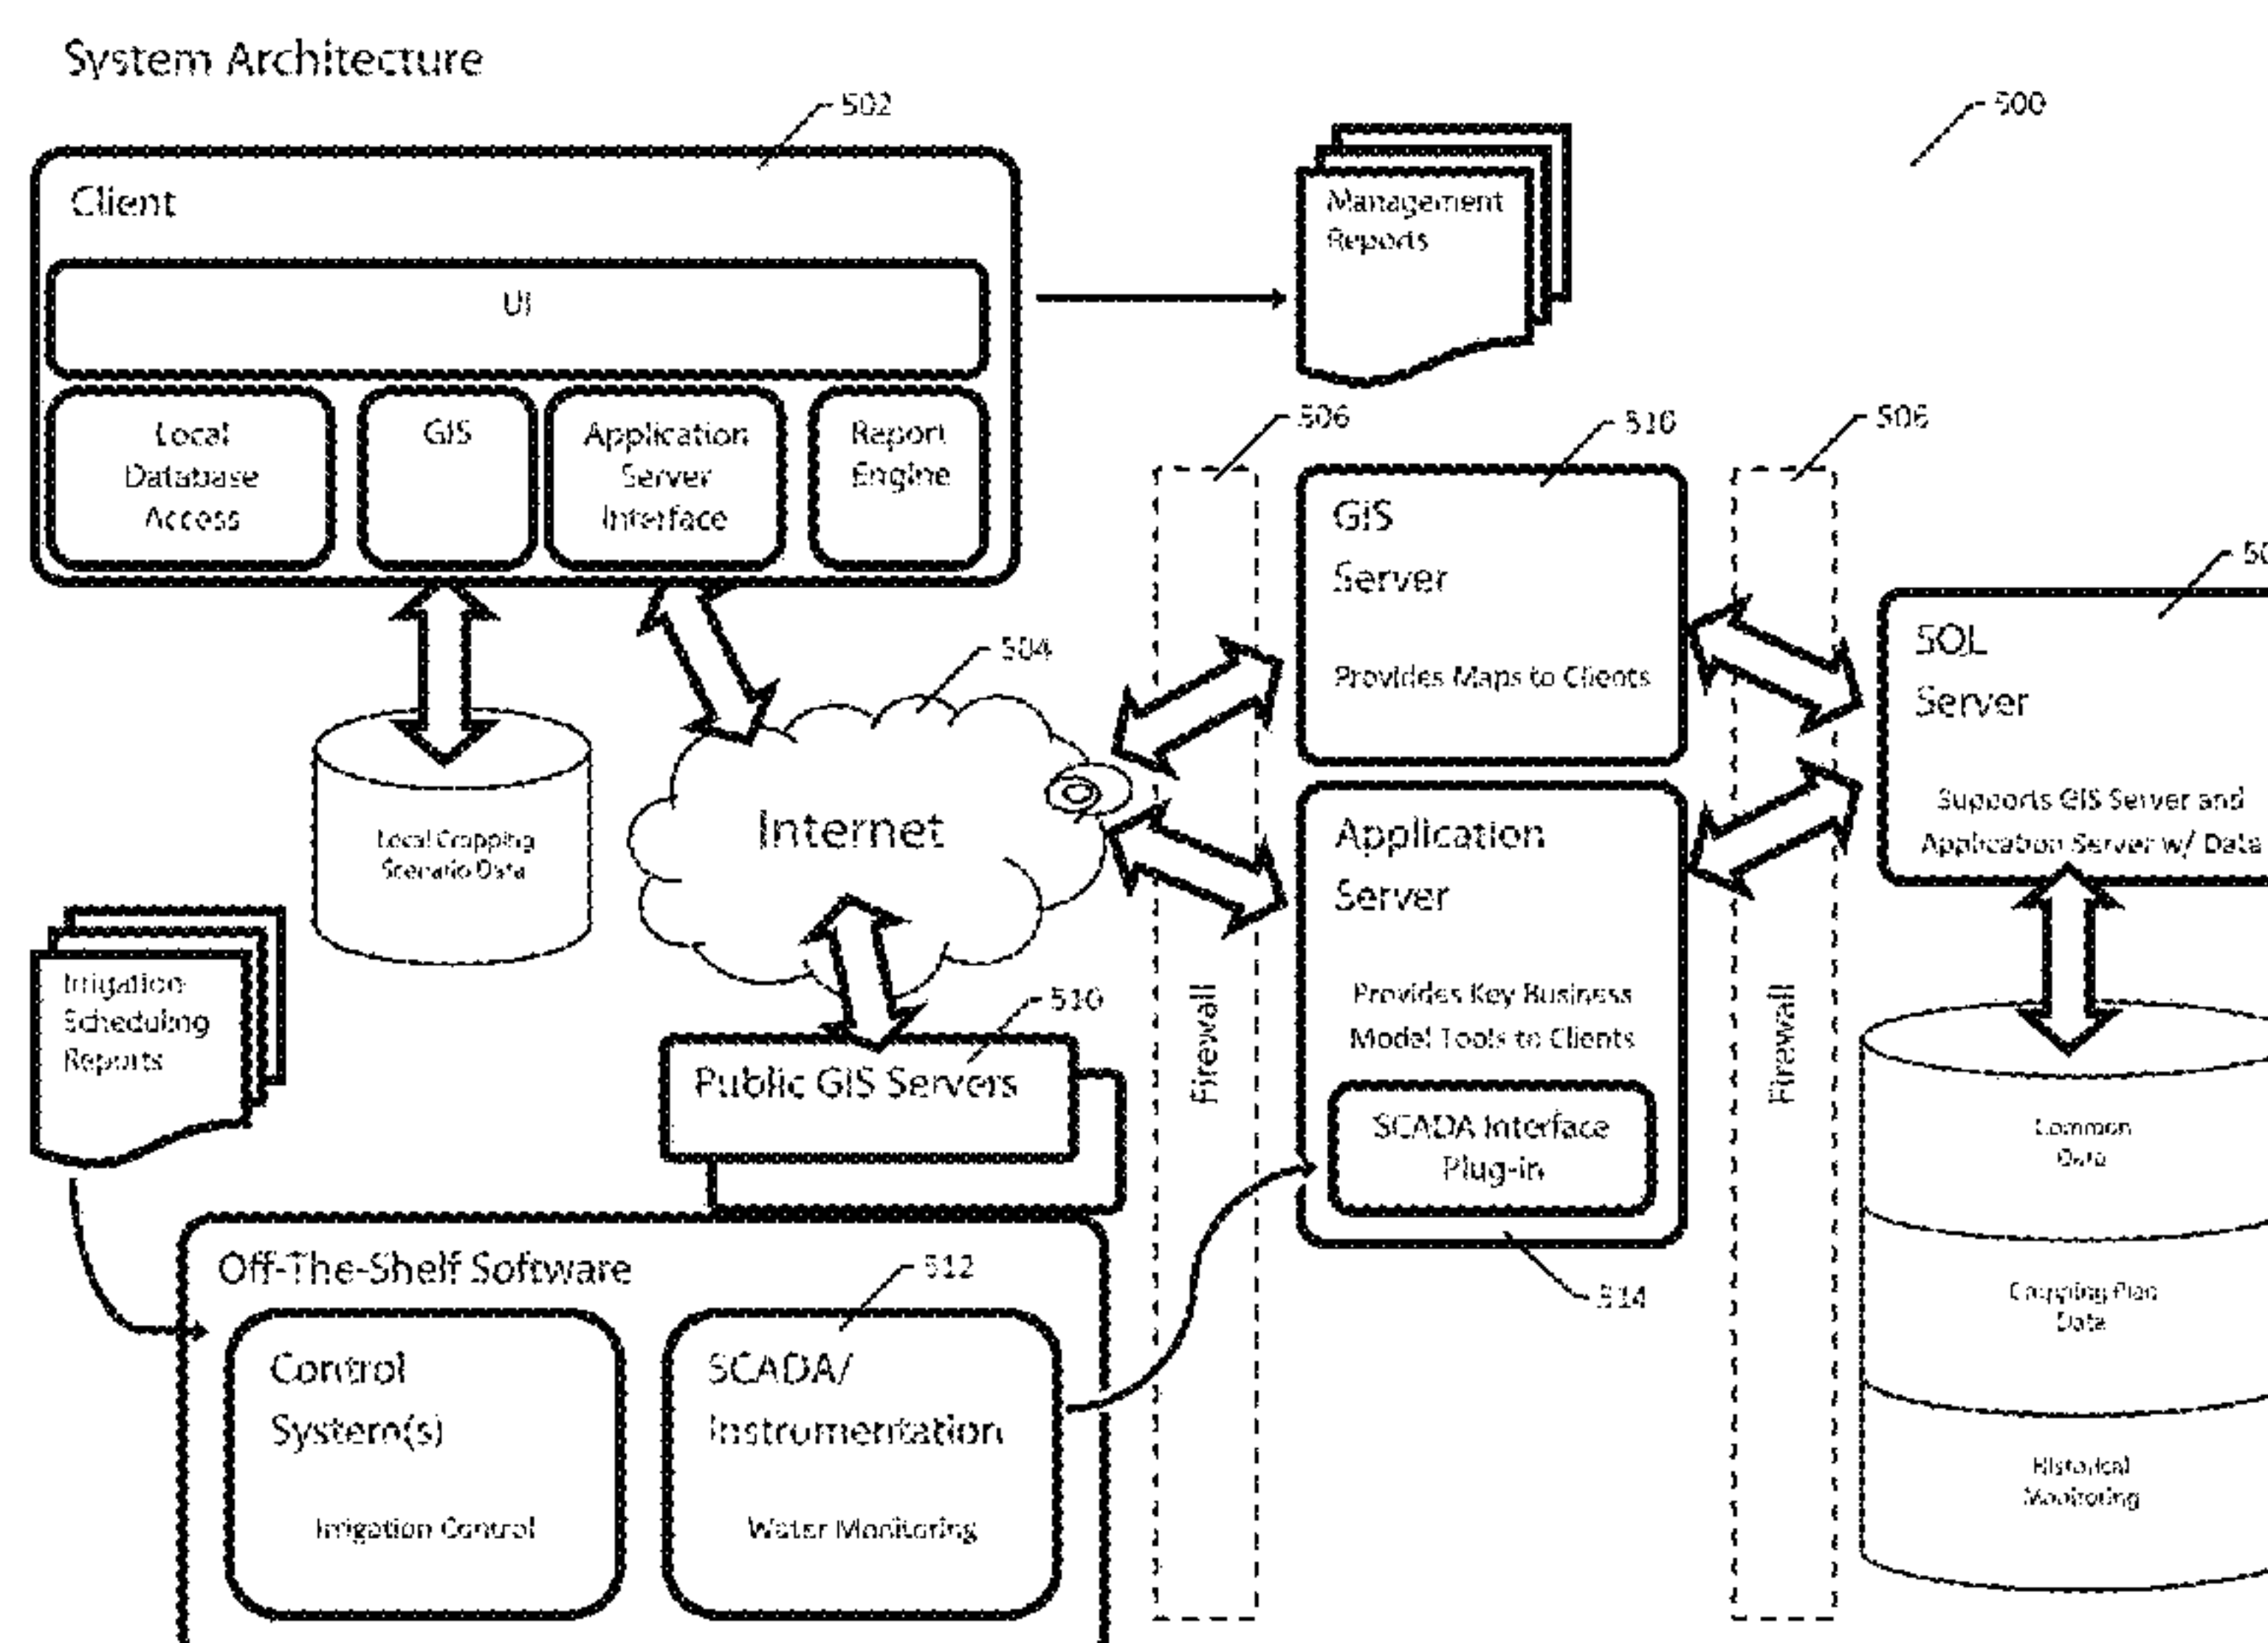 System Architecture
502
500
Client
UI
Local
Database
Access
GIS
Application
Server
Interface
Report
Engine
Management
Reports
506
516
506
GIS
Server
Provides Maps to Clients
SQL
Server
Supports GIS Server and
Application Server w/ Data
504
Internet
Local Cropping
Scenario Data
Application
Server
Provides Key Business
Model Tools to Clients
SCADA Interface
Plug-in
514
Firewall
Firewall
Irrigation
Scheduling
Reports
510
Public GIS Servers
Common
Data
Cropping Plan
Data
Historical
Monitoring
Off-The-Shelf Software
512
Control
System(s)
Irrigation Control
SCADA/
Instrumentation
Water Monitoring